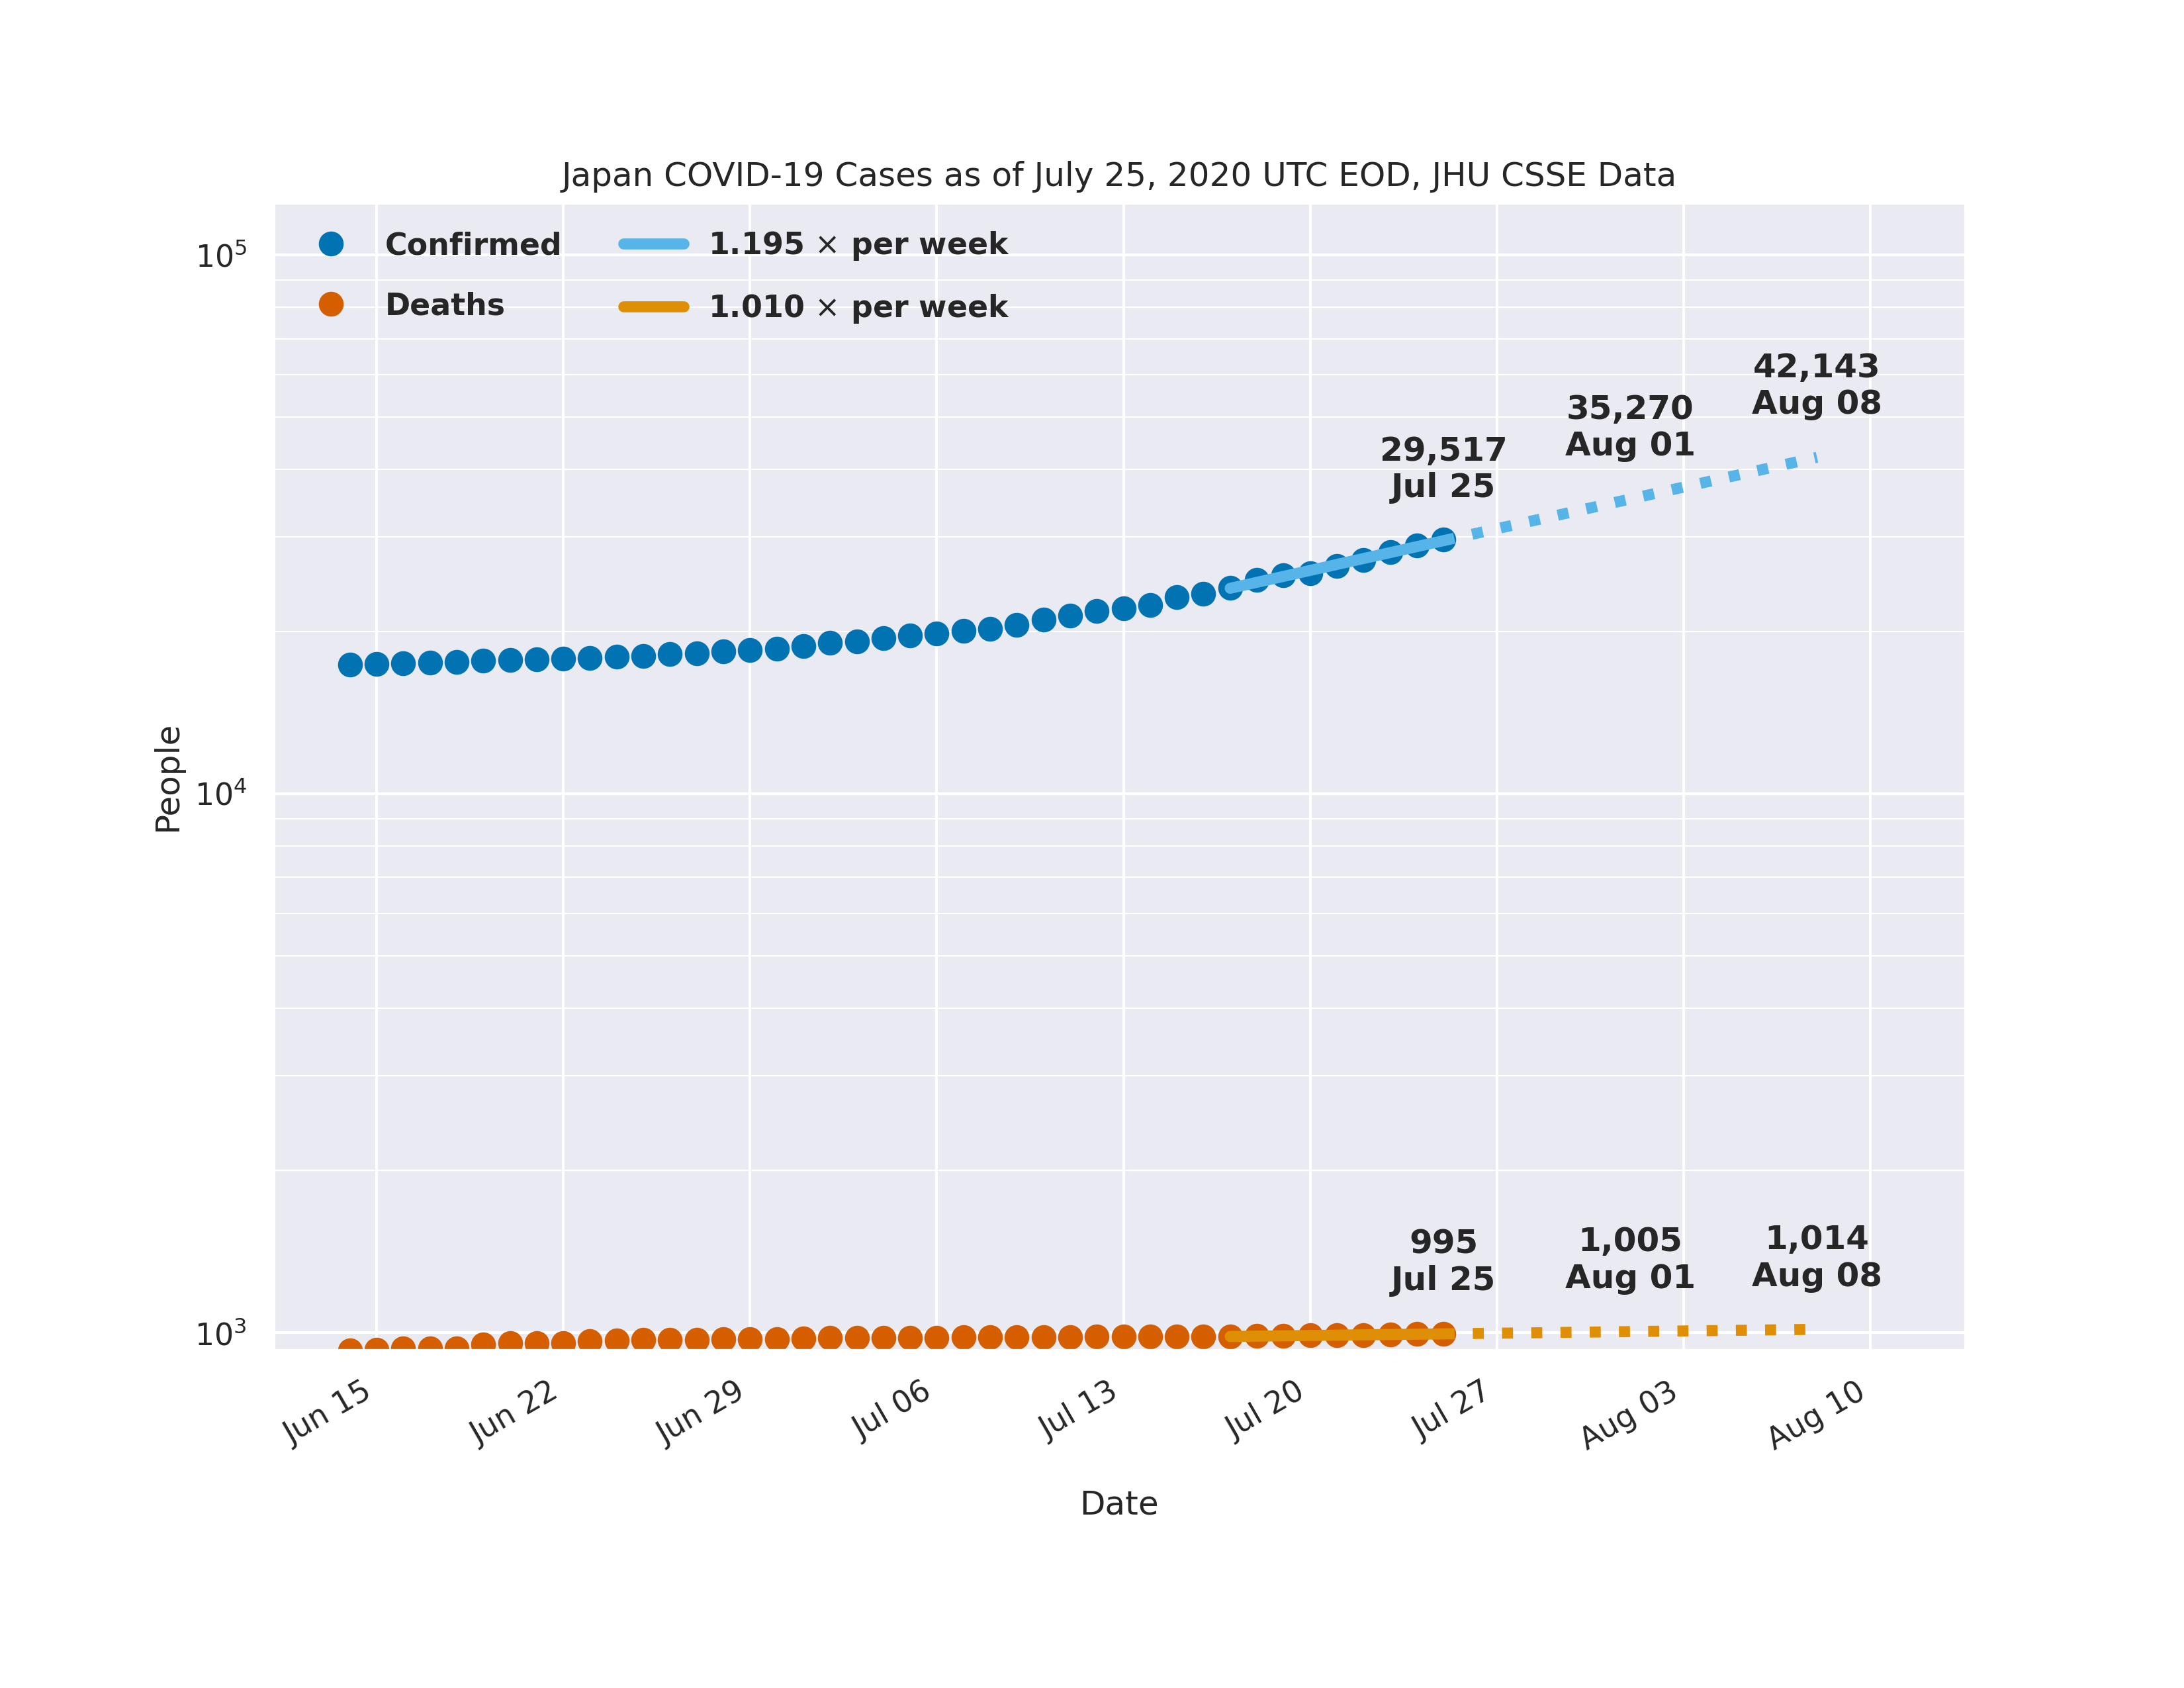 Japan COVID-19 Cases as of July 25, 2020 UTC EOD, JHU CSSE Data
Confirmed
Deaths
1.195 × per week
1.010 × per week
10⁵
10⁴
10³
People
42,143
Aug 08
35,270
Aug 01
29,517
Jul 25
995
Jul 25
1,005
Aug 01
1,014
Aug 08
Jun 15
Jun 22
Jun 29
Jul 06
Jul 13
Jul 20
Jul 27
Aug 03
Aug 10
Date